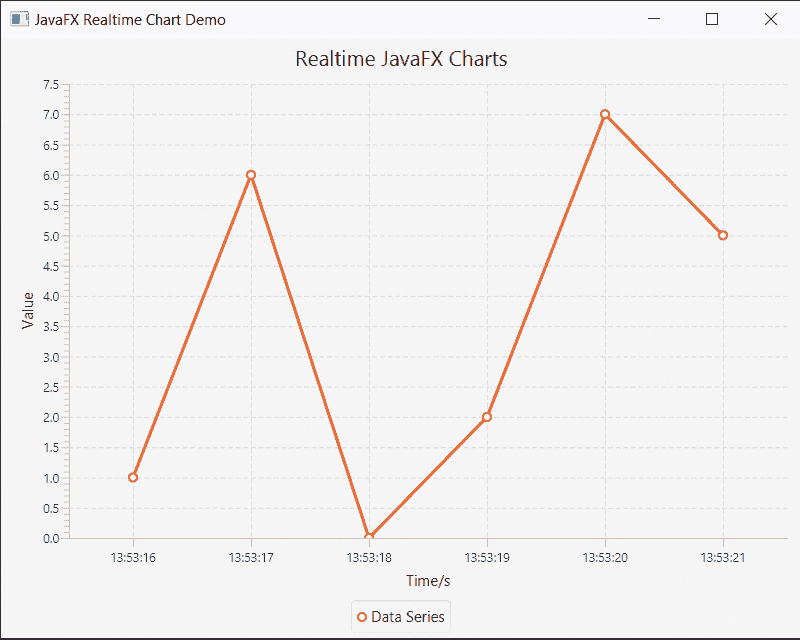 JavaFX Realtime Chart Demo
Realtime JavaFX Charts
7.5
7.0
6.5
6.0
5.5
5.0
4.5
4.0
3.5
3.0
2.5
2.0
1.5
1.0
0.5
0.0
Value
13:53:16 13:53:17 13:53:18 13:53:19 13:53:20 13:53:21
Time/s
Data Series